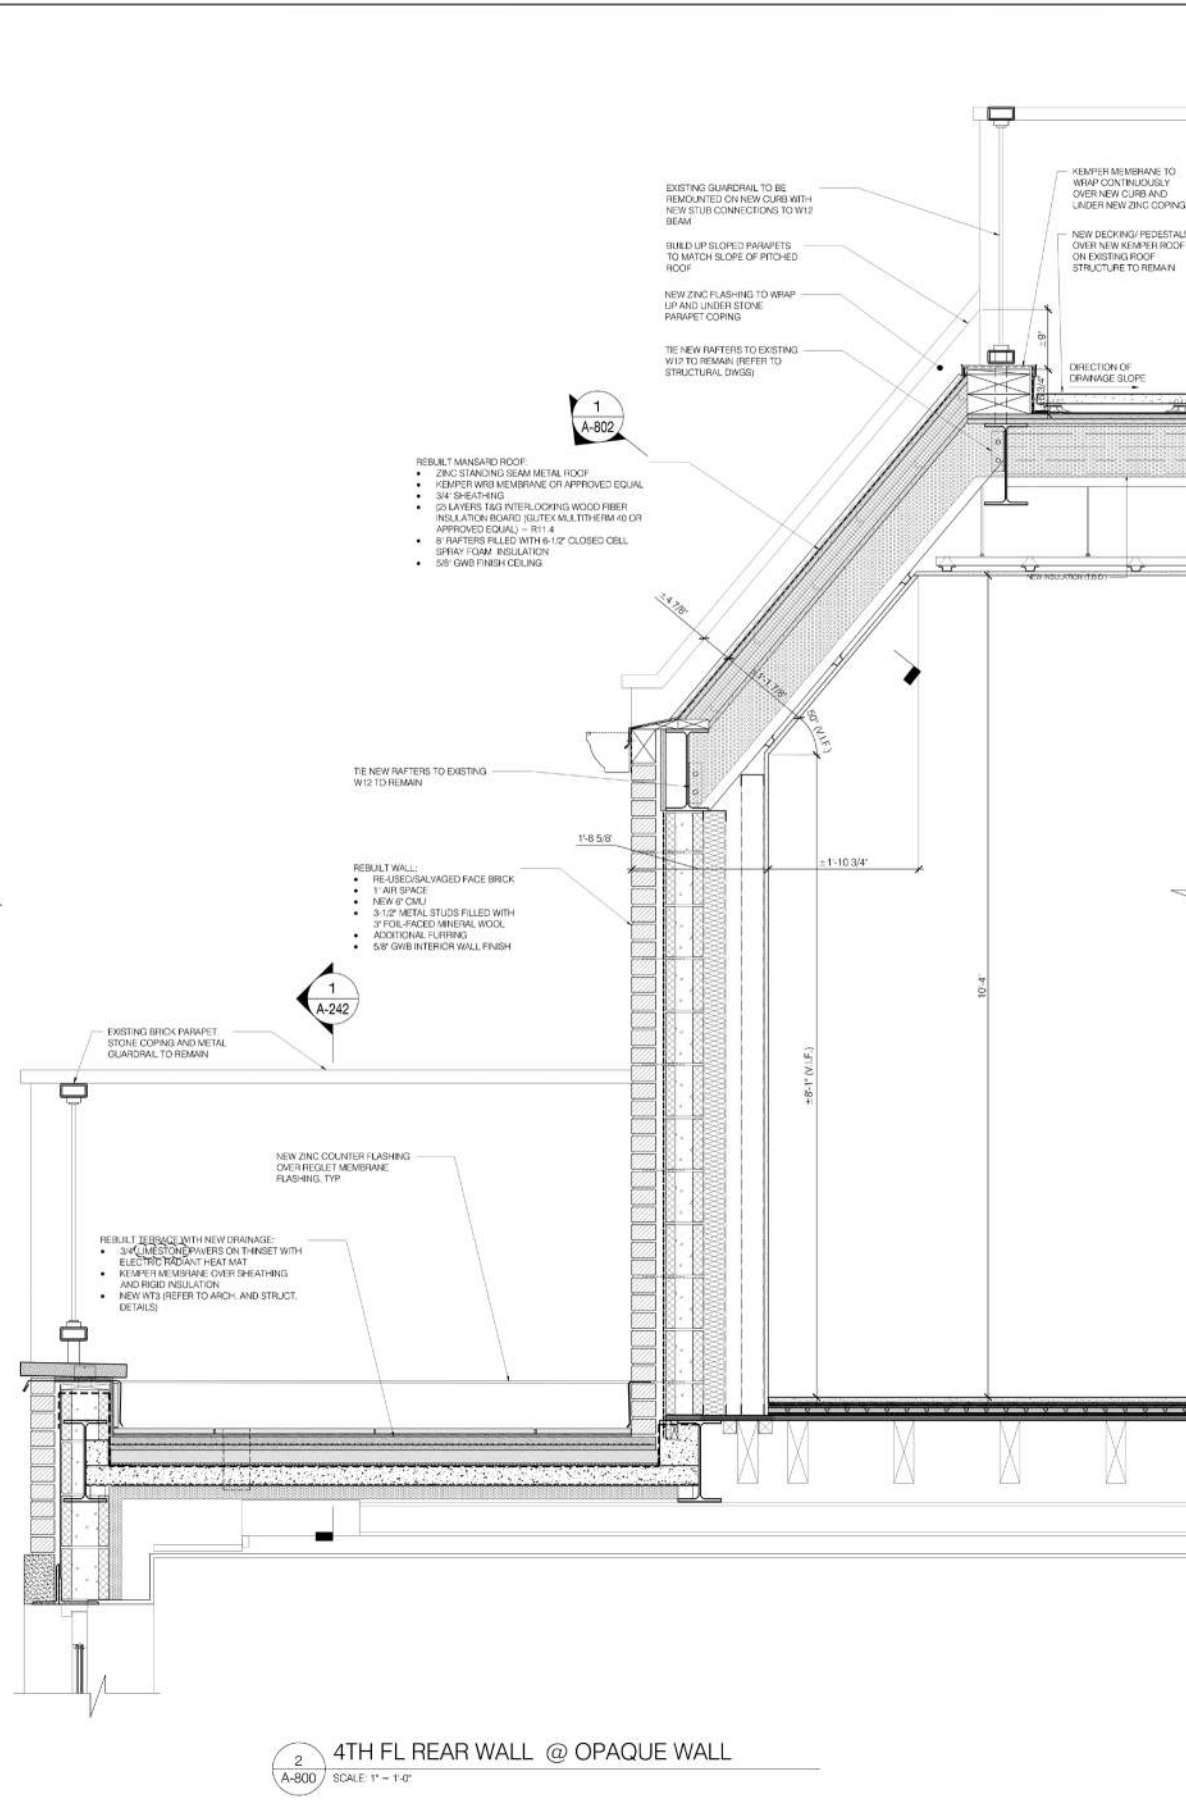 EXISTING GUARDRAIL TO BE
REMOUNTED ON NEW CURB WITH
NEW STUB CONNECTIONS TO W12
BEAM
BUILD UP SLOPED PARAPETS
TO MATCH SLOPE OF PITCHED
ROOF
NEW ZINC FLASHING TO WRAP
UP AND UNDER STONE
PARAPET COPING
TIE NEW RAFTERS TO EXISTING
W12 TO REMAIN (REFER TO
STRUCTURAL DWGS)
KEMPER MEMBRANE TO
WRAP CONTINUOUSLY
OVER NEW CURB AND
UNDER NEW ZINC COPING
NEW DECKING/ PEDESTALS
OVER NEW KEMPER ROOF
ON EXISTING ROOF
STRUCTURE TO REMAIN
±9"
DIRECTION OF
DRAINAGE SLOPE
1
A-802
REBUILT MANSARD ROOF:
• ZINC STANDING SEAM METAL ROOF
• KEMPER WRB MEMBRANE OR APPROVED EQUAL
• 3/4" SHEATHING
• (2) LAYERS T&G INTERLOCKING WOOD FIBER
INSULATION BOARD (GUTEX MULTITHERM 40 OR
APPROVED EQUAL) – R11.4
• 8" RAFTERS FILLED WITH 6-1/2" CLOSED CELL
SPRAY FOAM INSULATION
• 5/8" GWB FINISH CEILING
NEW INSULATION (T.B.D.)
±4 7/8"
±1'-1 7/8"
50° (V.I.F.)
TIE NEW RAFTERS TO EXISTING
W12 TO REMAIN
1'-8 5/8"
±1'-10 3/4"
REBUILT WALL:
• RE-USED/SALVAGED FACE BRICK
• 1" AIR SPACE
• NEW 6" CMU
• 3-1/2" METAL STUDS FILLED WITH
3" FOIL-FACED MINERAL WOOL
• ADDITIONAL FURRING
• 5/8" GWB INTERIOR WALL FINISH
10'-4"
±8'-1" (V.I.F.)
1
A-242
EXISTING BRICK PARAPET,
STONE COPING AND METAL
GUARDRAIL TO REMAIN
NEW ZINC COUNTER FLASHING
OVER REGLET MEMBRANE
FLASHING, TYP
REBUILT TERRACE WITH NEW DRAINAGE:
• 3/4" LIMESTONE PAVERS ON THINSET WITH
ELECTRIC RADIANT HEAT MAT
• KEMPER MEMBRANE OVER SHEATHING
AND RIGID INSULATION
• NEW WT3 (REFER TO ARCH. AND STRUCT.
DETAILS)
2
A-800
4TH FL REAR WALL @ OPAQUE WALL
SCALE: 1" = 1'-0"